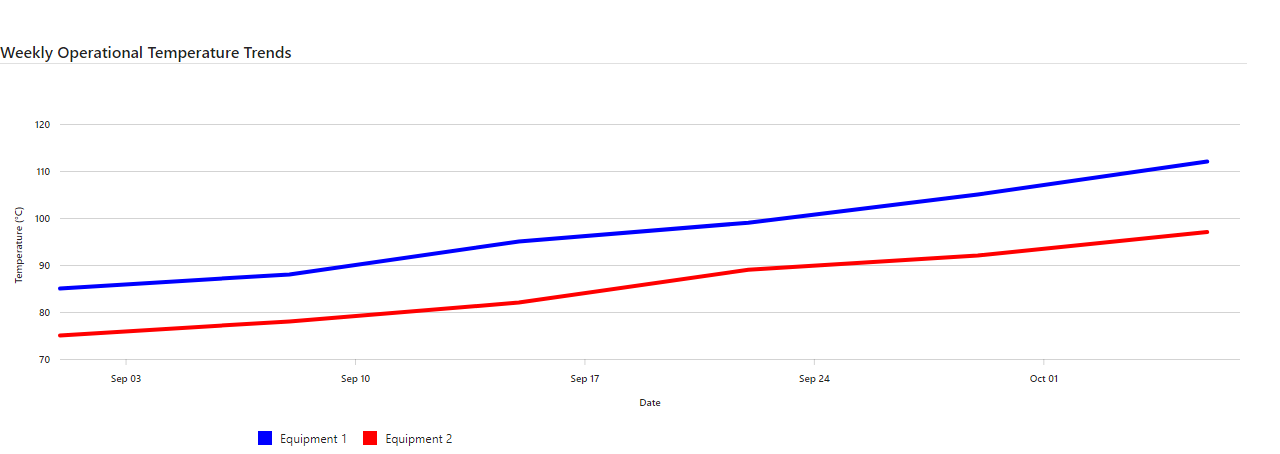 Weekly Operational Temperature Trends
120
110
100
90
80
70
Temperature (°C)
Sep 03 Sep 10 Sep 17 Sep 24 Oct 01
Date
Equipment 1 Equipment 2